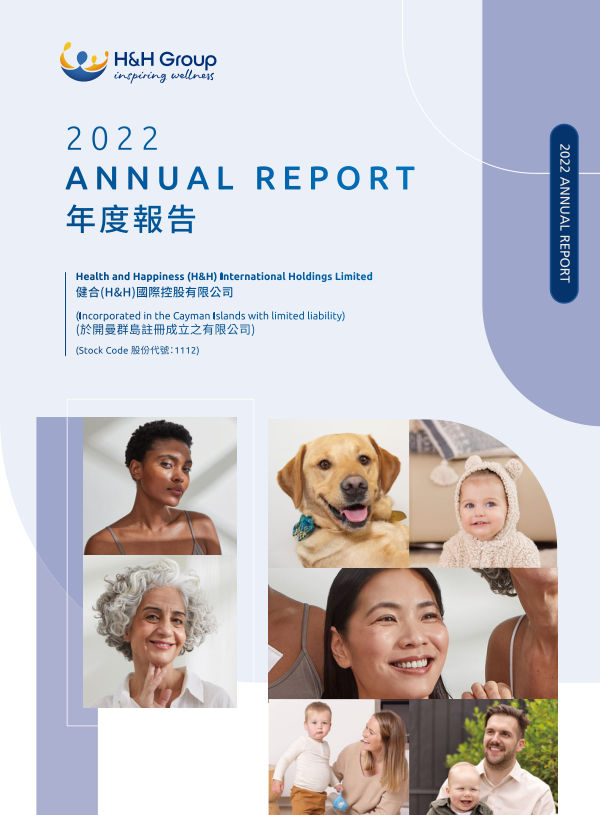 H&H Group
inspiring wellness
2022
ANNUAL REPORT
年度報告
2022 ANNUAL REPORT
Health and Happiness (H&H) International Holdings Limited
健合(H&H)國際控股有限公司
(Incorporated in the Cayman Islands with limited liability)
(於開曼群島註冊成立之有限公司)
(Stock Code 股份代號：1112)